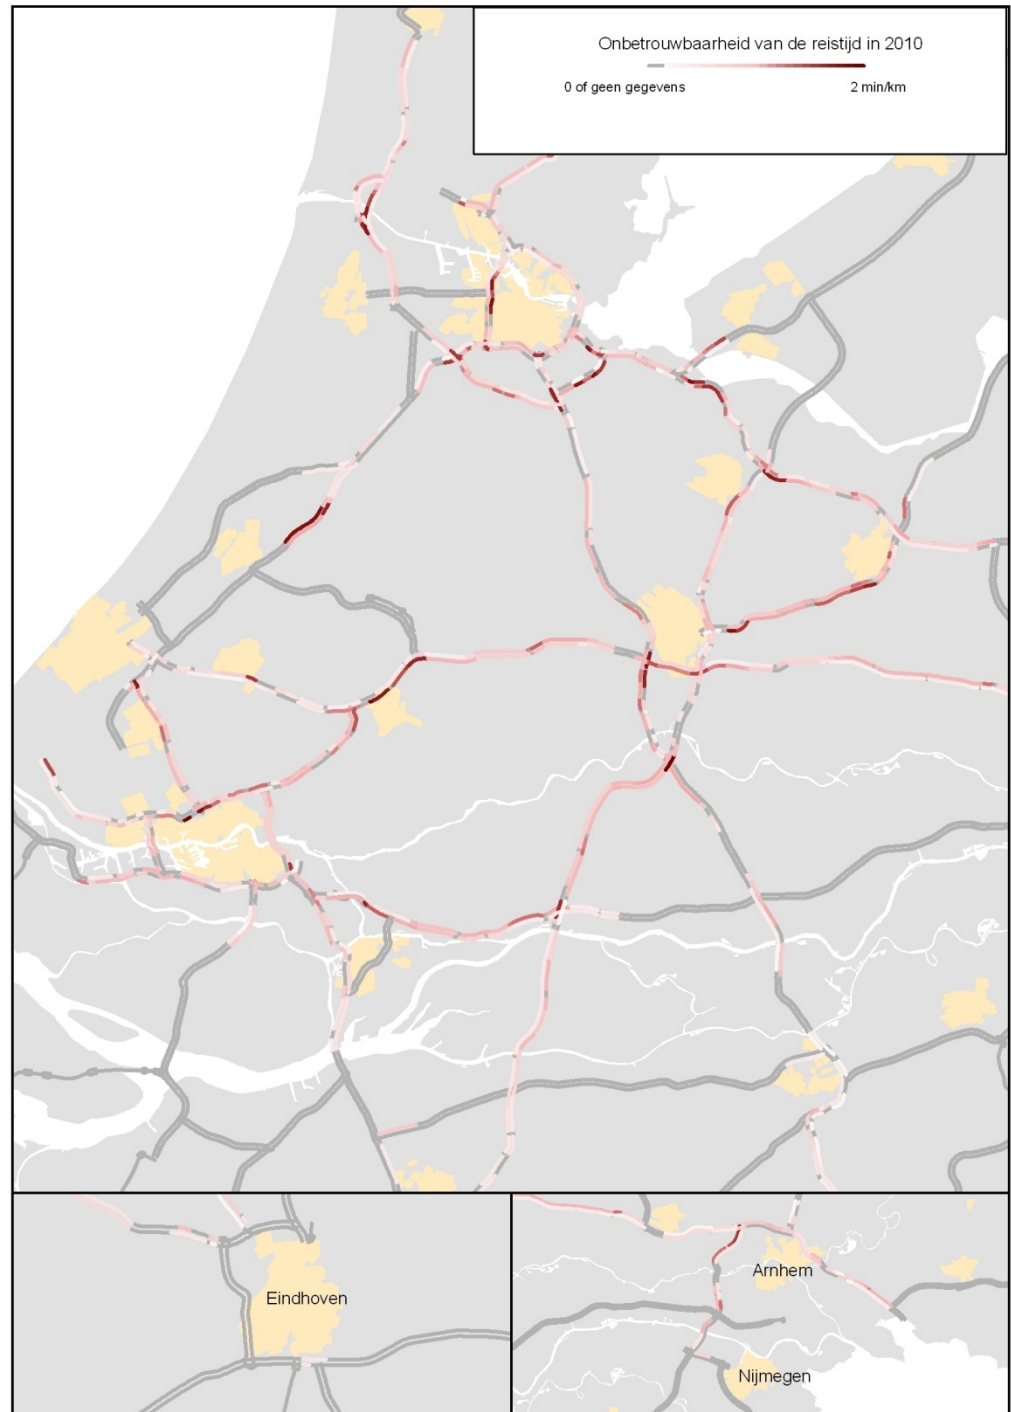 Onbetrouwbaarheid van de reistijd in 2010
0 of geen gegevens 2 min/km
Eindhoven
Arnhem
Nijmegen